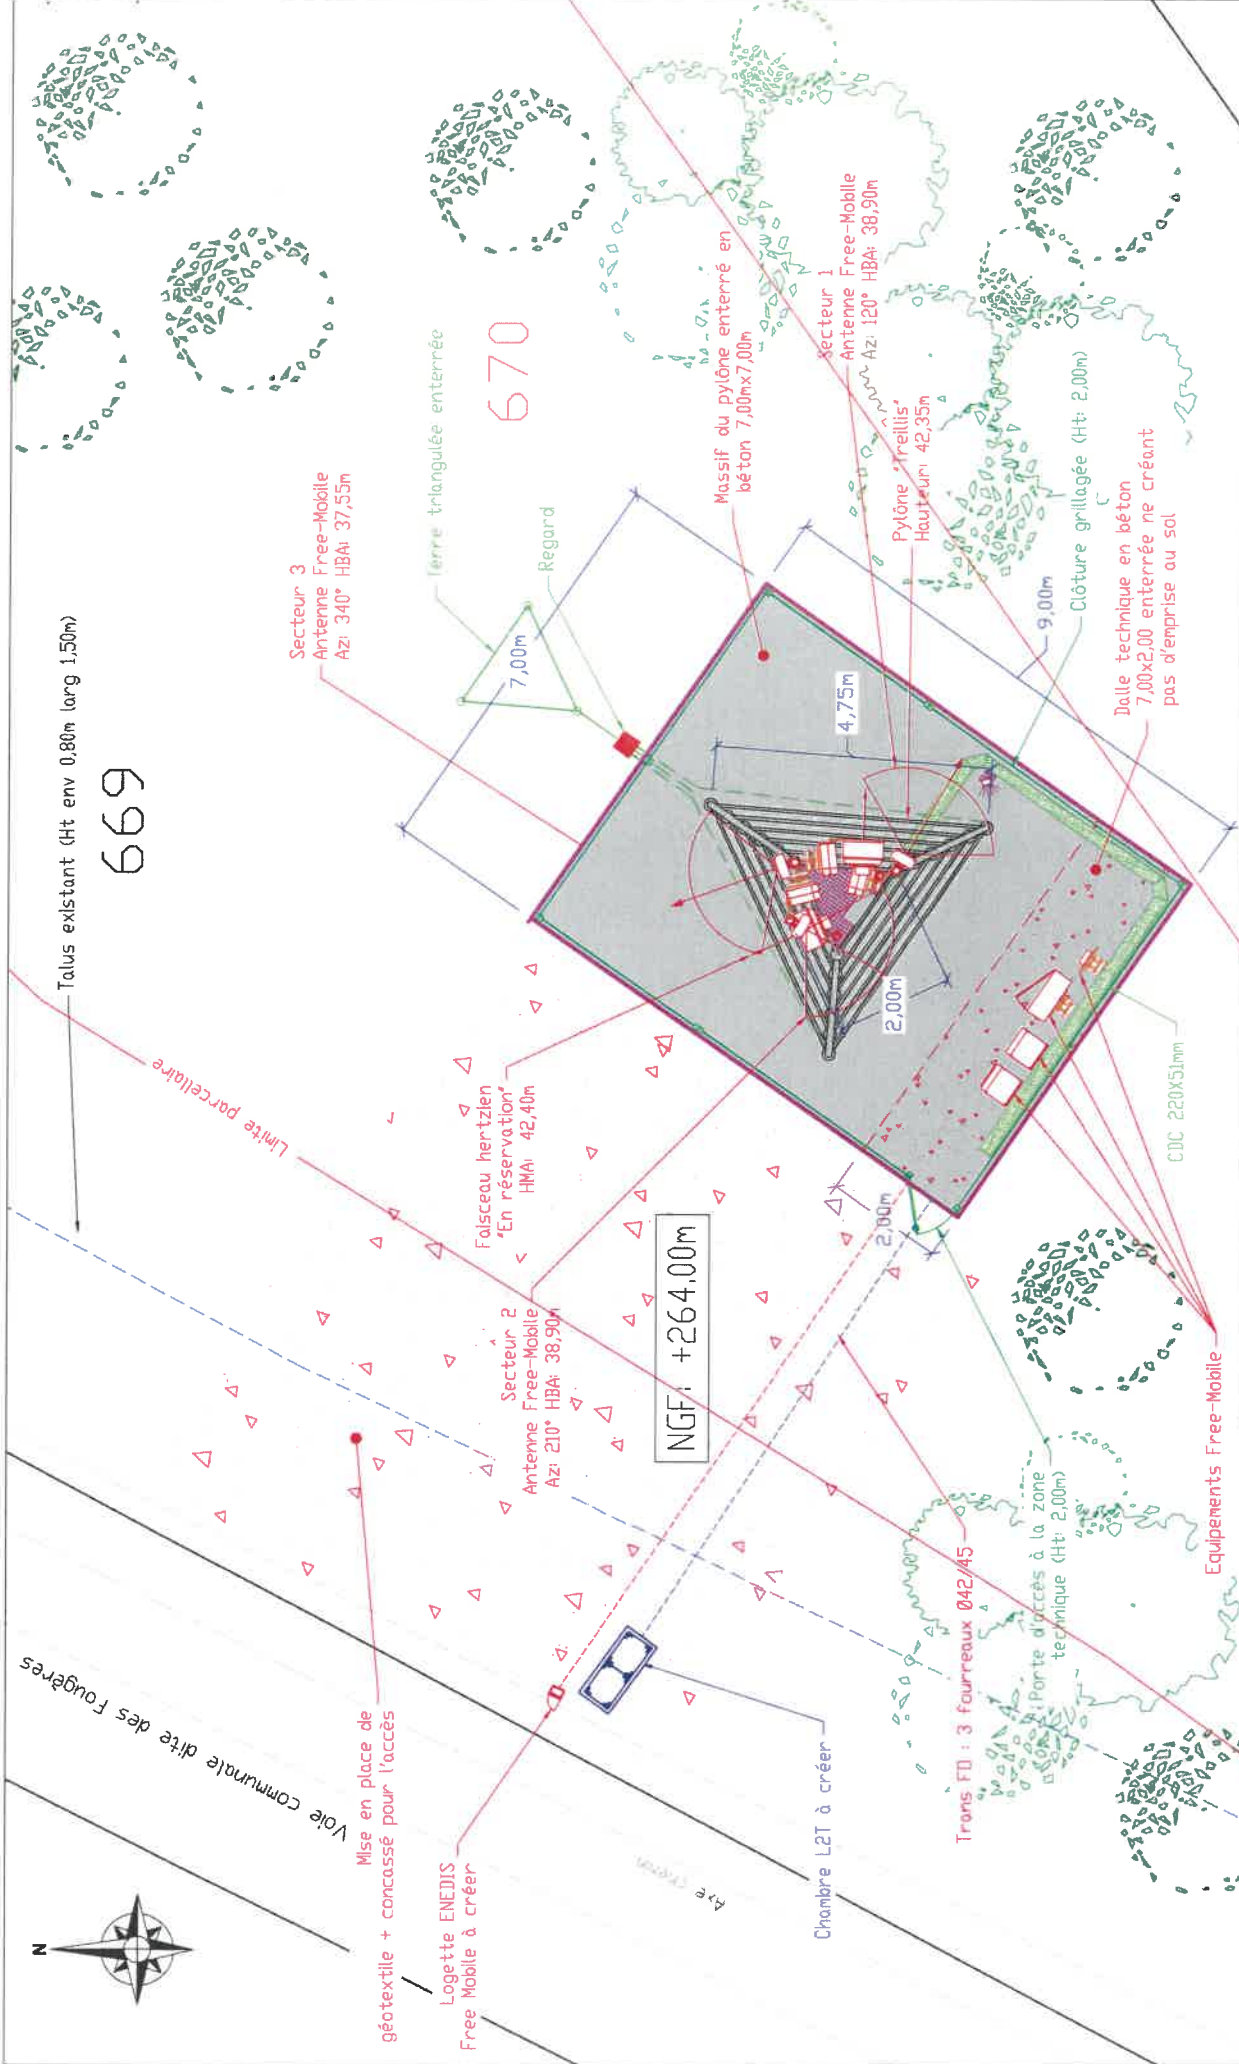 N
Voie communale dite des Fougères
Mise en place de
géotextile + concassé pour l'accès
Logette ENEDIS
Free Mobile à créer
Axe
Chambre L2T à créer
Talus existant (Ht env 0,80m larg 1,50m)
669
Limite parcellaire
Secteur 3
Antenne Free-Mobile
Az: 340° HBA: 37,55m
Terre triangulée enterrée
670
Regard
7,00m
Faisceau hertzien
"En réservation"
HMA: 42,40m
Secteur 2
Antenne Free-Mobile
Az: 210° HBA: 38,90m
NGF: +264.00m
Massif du pylône enterré en
béton 7,00mx7,00m
Secteur 1
Antenne Free-Mobile
Az: 120° HBA: 38,90m
Pylône "Treillis"
Hauteur: 42,35m
4,75m
2,00m
2,00m
9,00m
Clôture grillagée (Ht: 2,00m)
Dalle technique en béton
7,00x2,00 enterrée ne créant
pas d'emprise au sol
CDC 220X51mm
Trans FO : 3 fourreaux Ø42/45
Porte d'accès à la zone
technique (Ht: 2,00m)
Equipements Free-Mobile